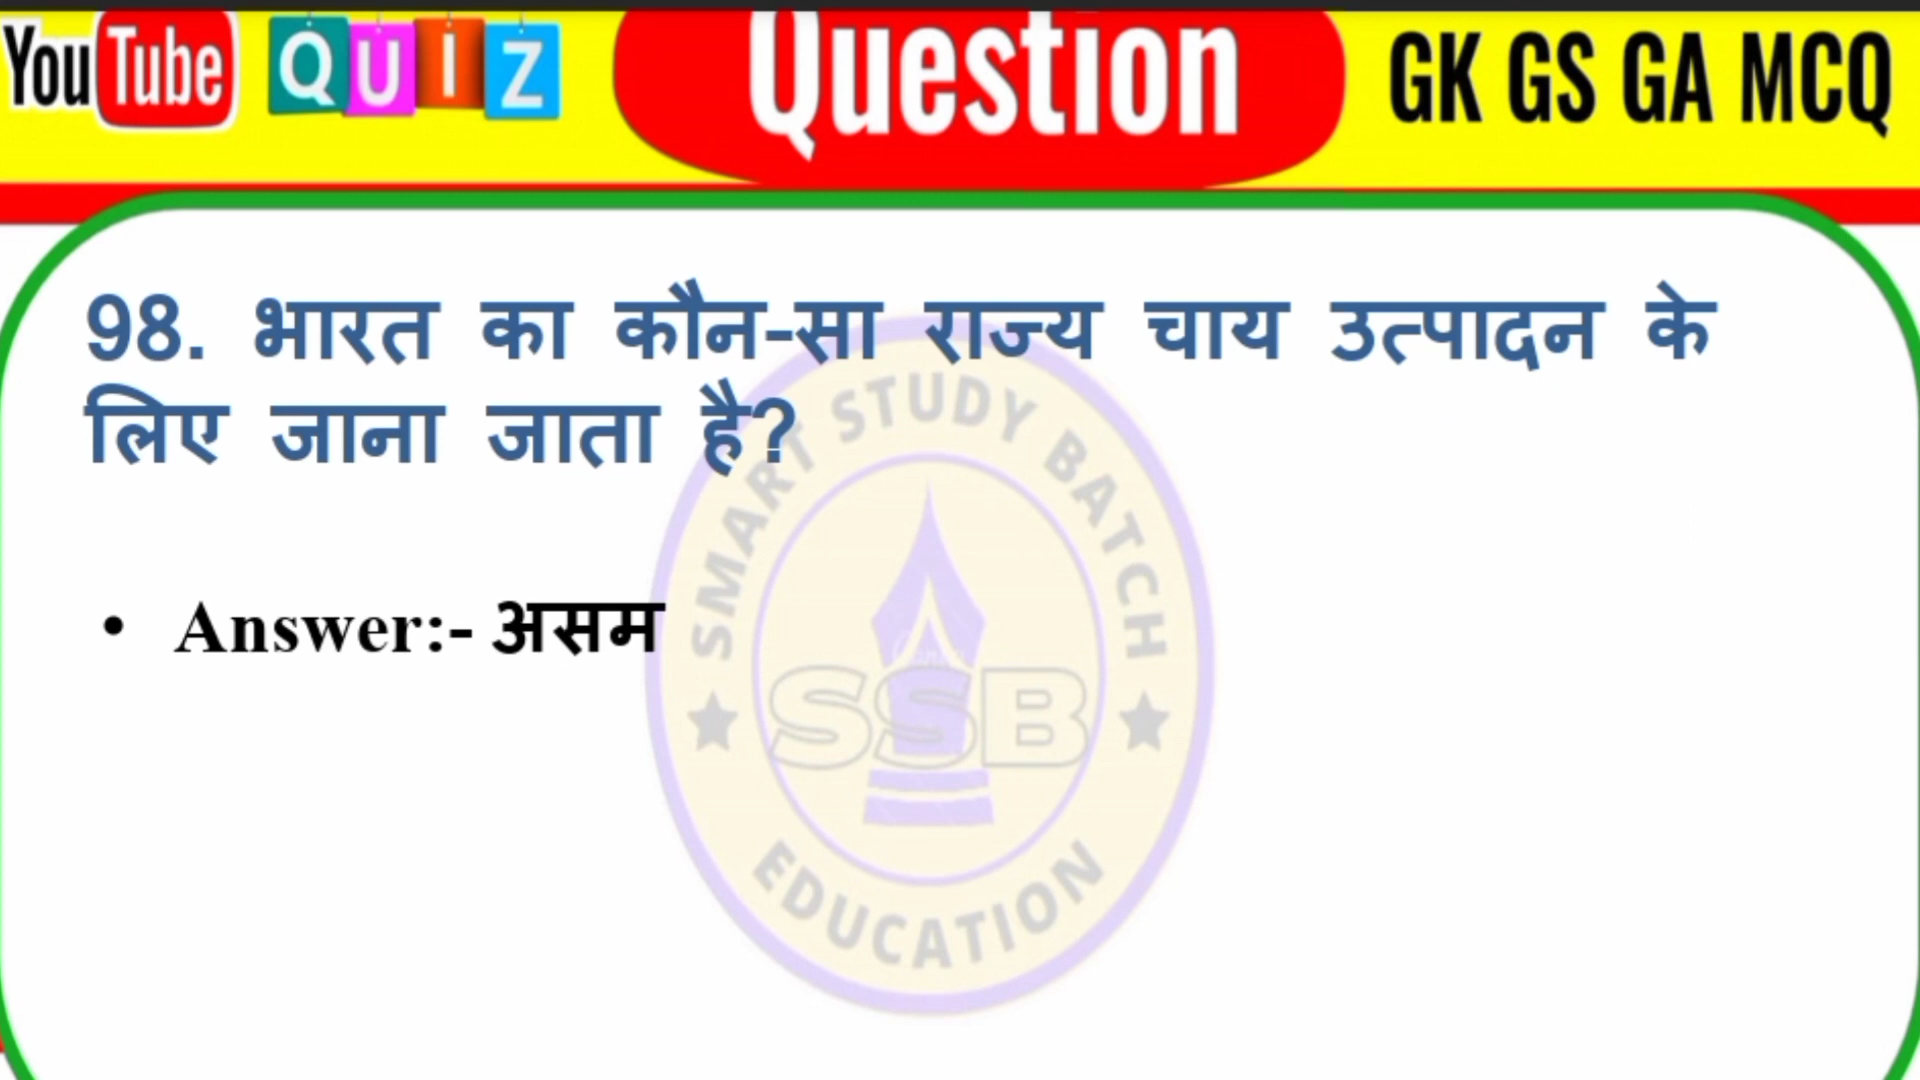 YouTube QUIZ Question GK GS GA MCQ
98. भारत का कौन-सा राज्य चाय उत्पादन के
लिए जाना जाता है?
• Answer:- असम
SMART STUDY BATCH
SSB
EDUCATION